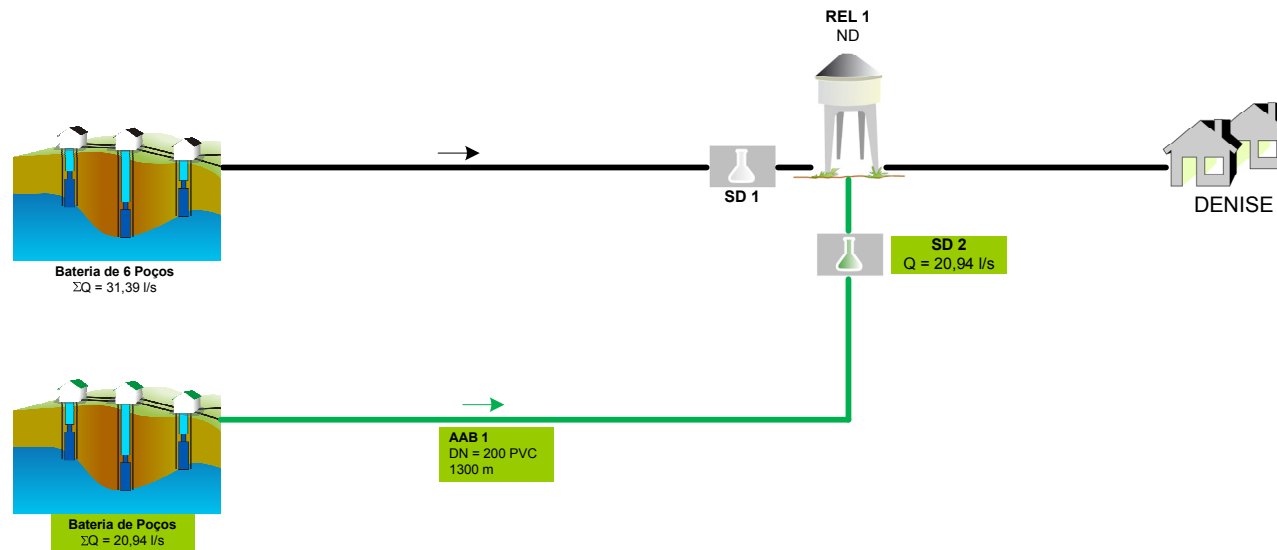 REL 1
ND
SD 1
DENISE
Bateria de 6 Poços
ΣQ = 31,39 l/s
SD 2
Q = 20,94 l/s
AAB 1
DN = 200 PVC
1300 m
Bateria de Poços
ΣQ = 20,94 l/s